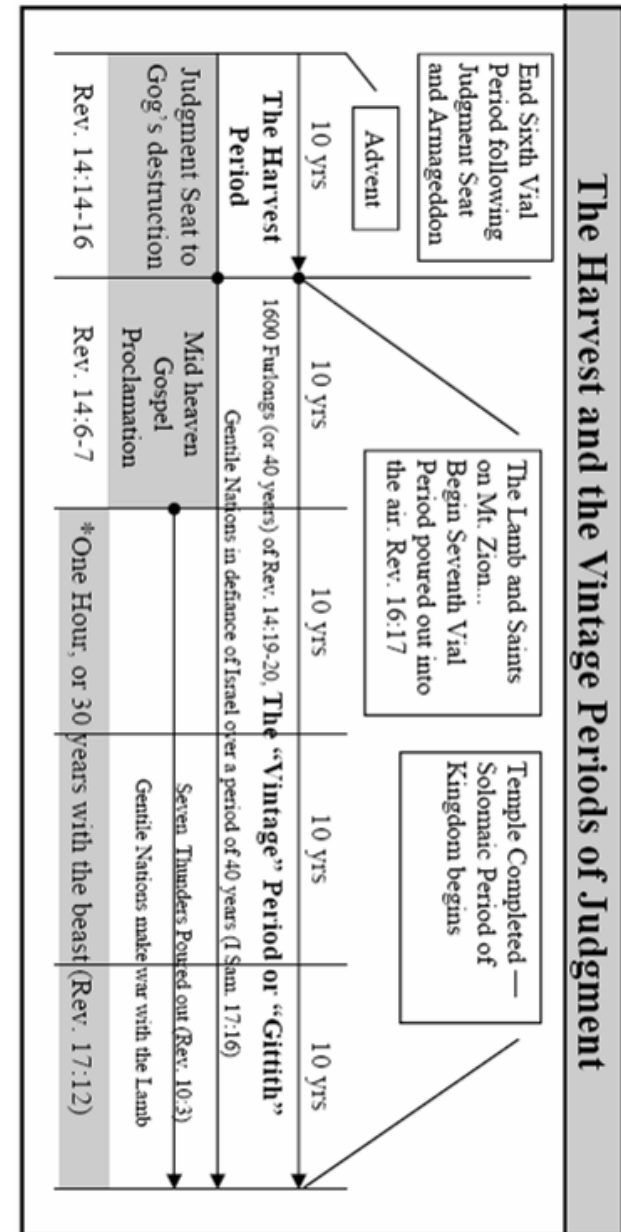 The Harvest and the Vintage Periods of Judgment
End Sixth Vial
Period following
Judgment Seat
and Armageddon
The Lamb and Saints
on Mt. Zion...
Begin Seventh Vial
Period poured out into
the air. Rev. 16:17
Temple Completed —
Solomaic Period of
Kingdom begins
Advent
10 yrs
10 yrs
10 yrs
10 yrs
10 yrs
The Harvest
Period
1600 Furlongs (or 40 years) of Rev. 14:19-20, The “Vintage” Period or “Gittith”
Gentile Nations in defiance of Israel over a period of 40 years (I Sam. 17:16)
Judgment Seat to
Gog’s destruction
Mid heaven
Gospel
Proclamation
Seven Thunders Poured out (Rev. 10:3)
Gentile Nations make war with the Lamb
Rev. 14:14-16
Rev. 14:6-7
*One Hour, or 30 years with the beast (Rev. 17:12)